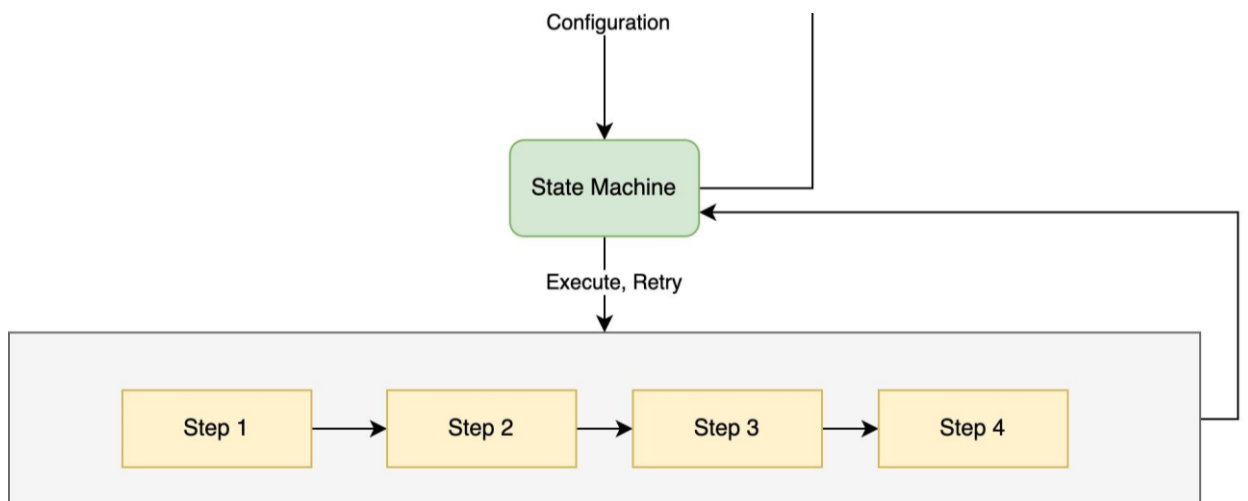 Configuration
State Machine
Execute, Retry
Step 1
Step 2
Step 3
Step 4